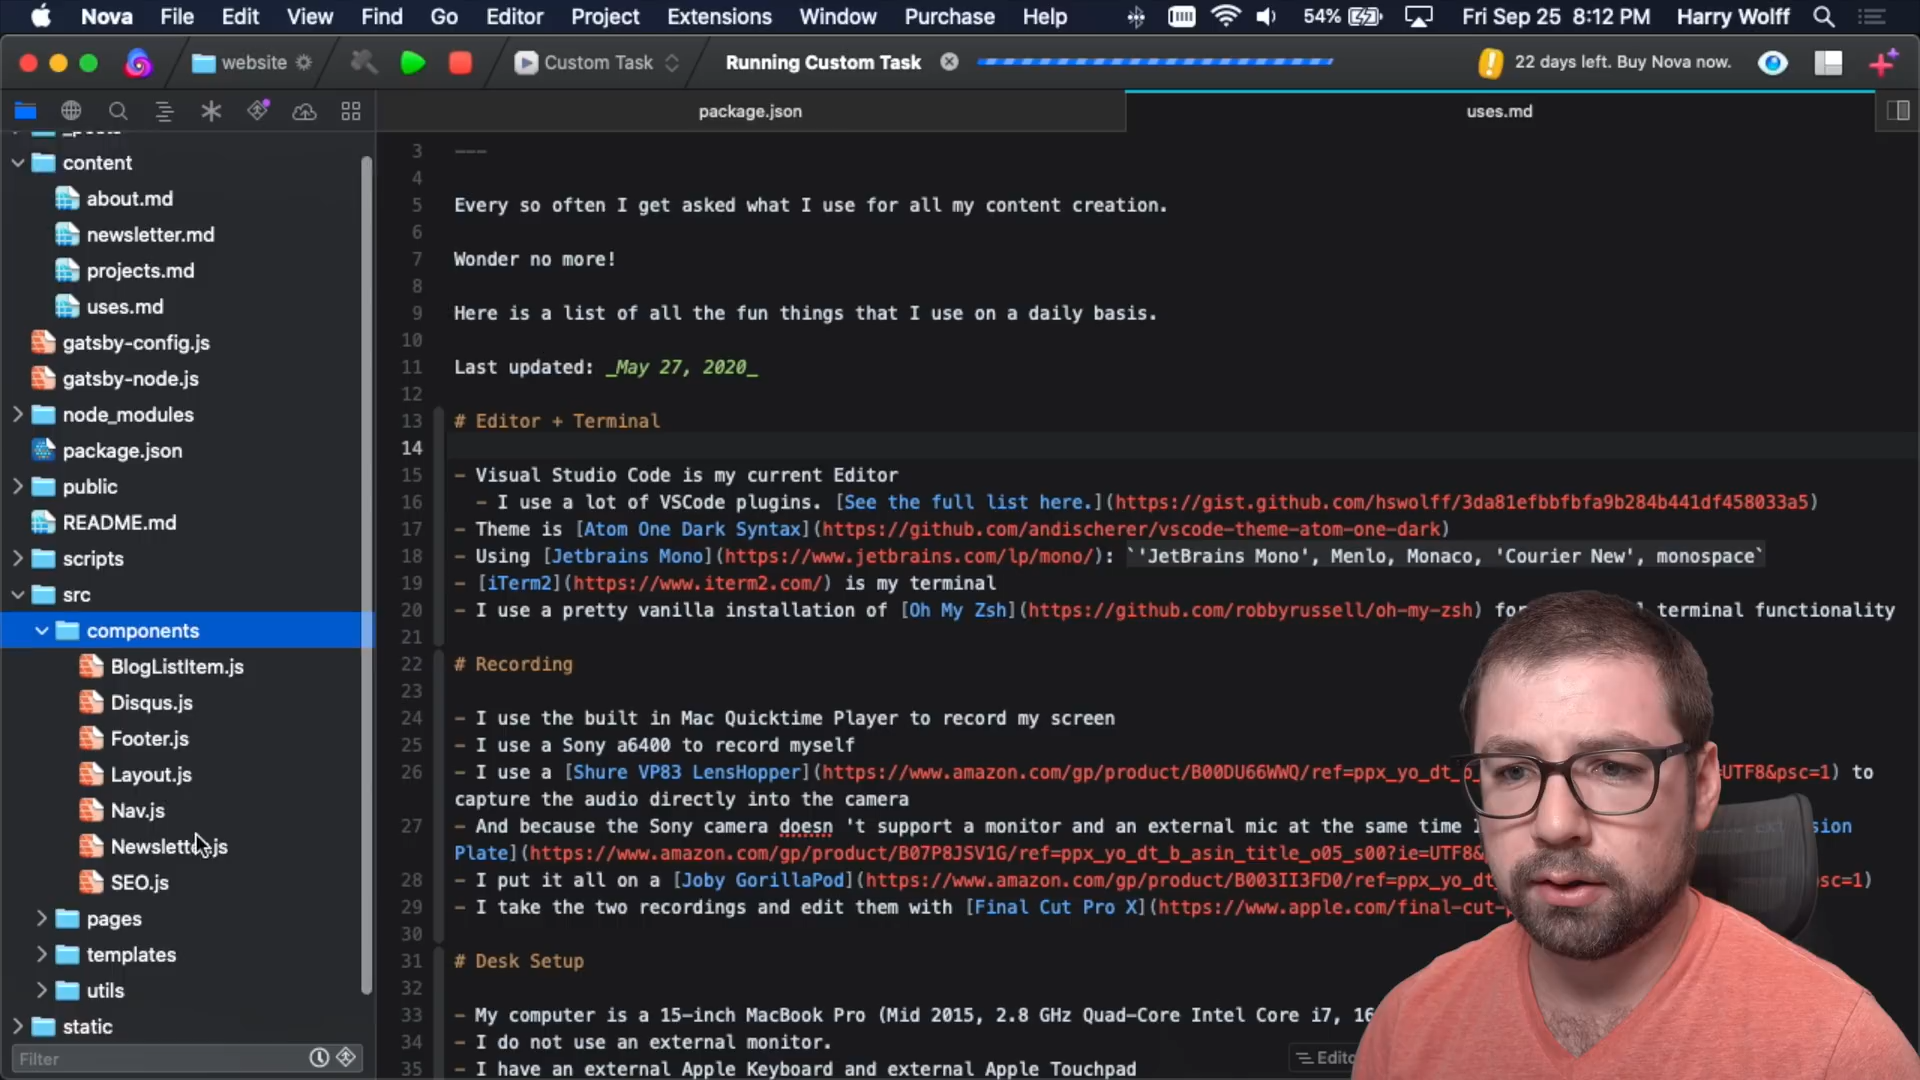 Nova File Edit View Find Go Editor Project Extensions Window Purchase Help 54% Fri Sep 25 8:12 PM Harry Wolff
website Custom Task Running Custom Task 22 days left. Buy Nova now.
package.json uses.md
_posts
content
about.md
newsletter.md
projects.md
uses.md
gatsby-config.js
gatsby-node.js
node_modules
package.json
public
README.md
scripts
src
components
BlogListItem.js
Disqus.js
Footer.js
Layout.js
Nav.js
SEO.js
pages
templates
utils
static
Filter
3 ---
4
5 Every so often I get asked what I use for all my content creation.
6
7 Wonder no more!
8
9 Here is a list of all the fun things that I use on a daily basis.
10
11 Last updated: _May 27, 2020_
12
13 # Editor + Terminal
14
15 - Visual Studio Code is my current Editor
16 - I use a lot of VSCode plugins. [See the full list here.](https://gist.github.com/hswolff/3da81efbbfbfa9b284b441df458033a5)
17 - Theme is [Atom One Dark Syntax](https://github.com/andischerer/vscode-theme-atom-one-dark)
18 - Using [Jetbrains Mono](https://www.jetbrains.com/lp/mono/): `'JetBrains Mono', Menlo, Monaco, 'Courier New', monospace`
19 - [iTerm2](https://www.iterm2.com/) is my terminal
20 - I use a pretty vanilla installation of [Oh My Zsh](https://github.com/robbyrussell/oh-my-zsh) terminal functionality
21
22 # Recording
23
24 - I use the built in Mac Quicktime Player to record my screen
25 - I use a Sony a6400 to record myself
26 - I use a [Shure VP83 LensHopper](https://www.amazon.com/gp/product/B00DU66WWQ/ref=ppx_yo_dt_b_ UTF8&psc=1) to
capture the audio directly into the camera
27 - And because the Sony camera doesn 't support a monitor and an external mic at the same time
Plate](https://www.amazon.com/gp/product/B07P8JSV1G/ref=ppx_yo_dt_b_asin_title_o05_s00?ie=UTF8&
28 - I put it all on a [Joby GorillaPod](https://www.amazon.com/gp/product/B003II3FD0/ref=ppx_yo_dt sc=1)
29 - I take the two recordings and edit them with [Final Cut Pro X](https://www.apple.com/final-cut-
30
31 # Desk Setup
32
33 - My computer is a 15-inch MacBook Pro (Mid 2015, 2.8 GHz Quad-Core Intel Core i7, 16
34 - I do not use an external monitor.
35 - I have an external Apple Keyboard and external Apple Touchpad